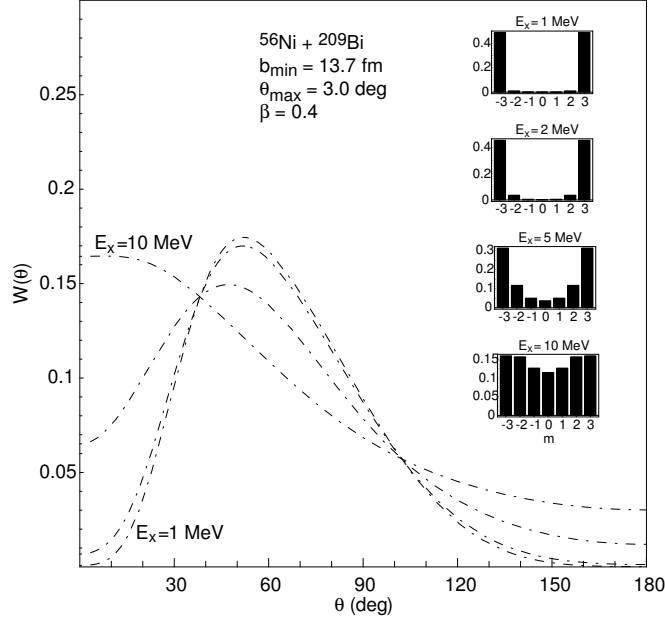 ⁵⁶Ni + ²⁰⁹Bi
b_min = 13.7 fm
θ_max = 3.0 deg
β = 0.4
0.25
0.2
0.15
0.1
0.05
W(θ)
E_x=10 MeV
E_x=1 MeV
30 60 90 120 150 180
θ (deg)
E_x= 1 MeV
0.4
0.2
0
-3 -2 -1 0 1 2 3
E_x= 2 MeV
0.4
0.2
0
-3 -2 -1 0 1 2 3
E_x= 5 MeV
0.3
0.2
0.1
0
-3 -2 -1 0 1 2 3
E_x= 10 MeV
0.15
0.1
0.05
0
-3 -2 -1 0 1 2 3
m